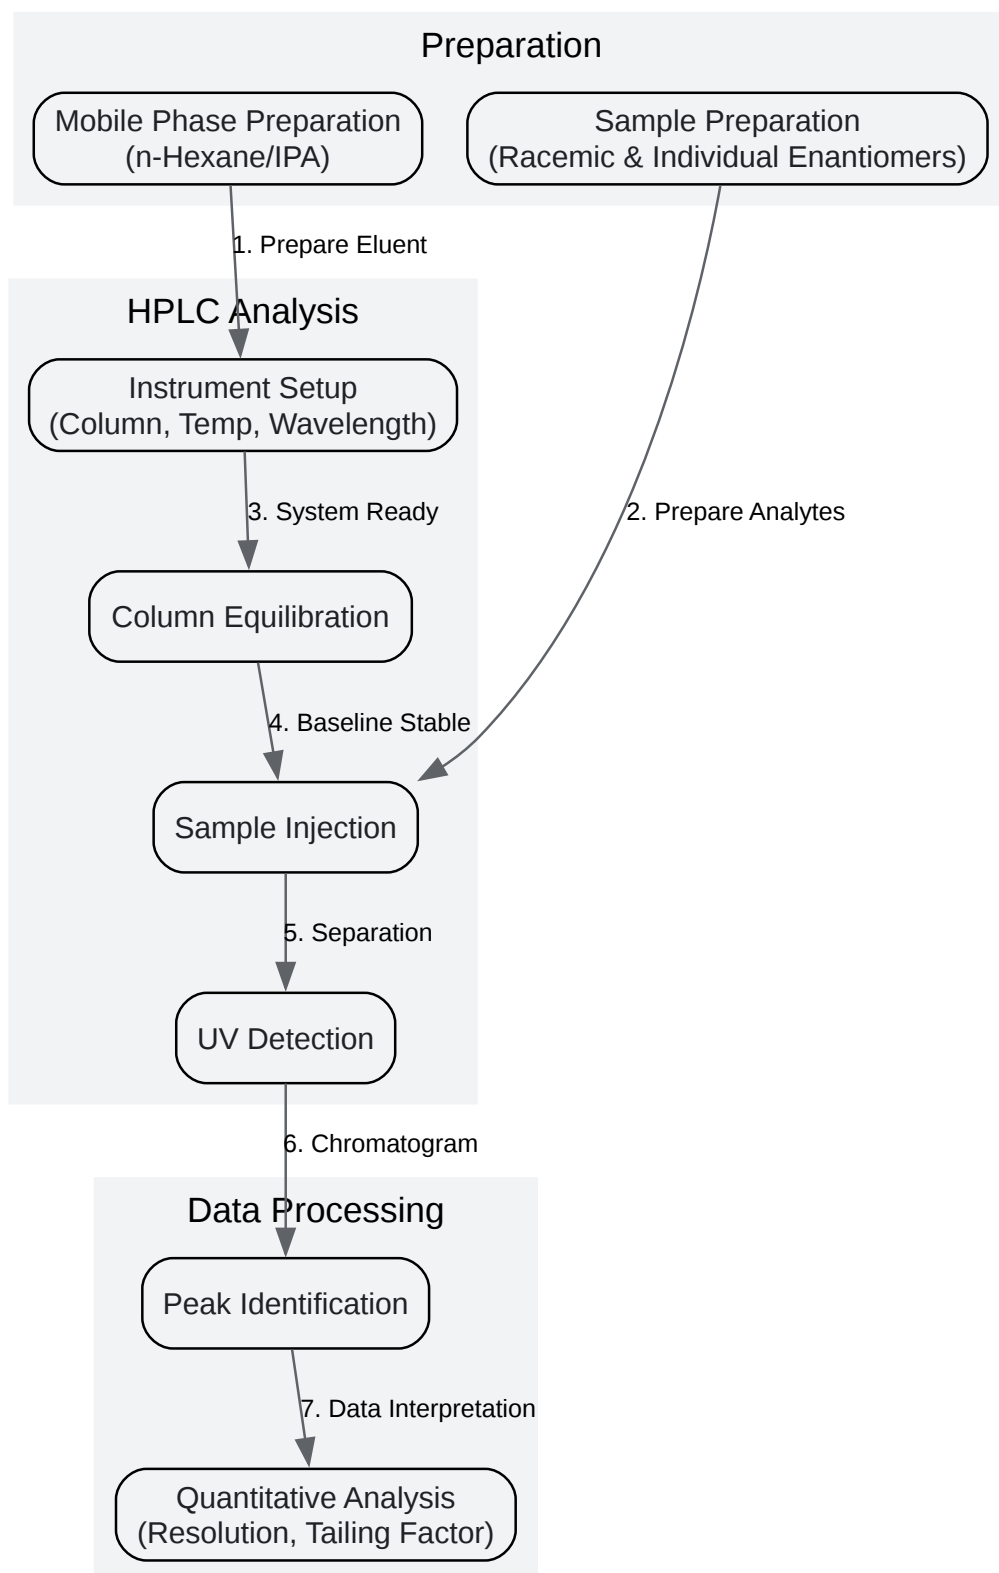 Preparation
Mobile Phase Preparation
(n-Hexane/IPA)
Sample Preparation
(Racemic & Individual Enantiomers)
1. Prepare Eluent
HPLC Analysis
Instrument Setup
(Column, Temp, Wavelength)
3. System Ready
2. Prepare Analytes
Column Equilibration
4. Baseline Stable
Sample Injection
5. Separation
UV Detection
6. Chromatogram
Data Processing
Peak Identification
7. Data Interpretation
Quantitative Analysis
(Resolution, Tailing Factor)